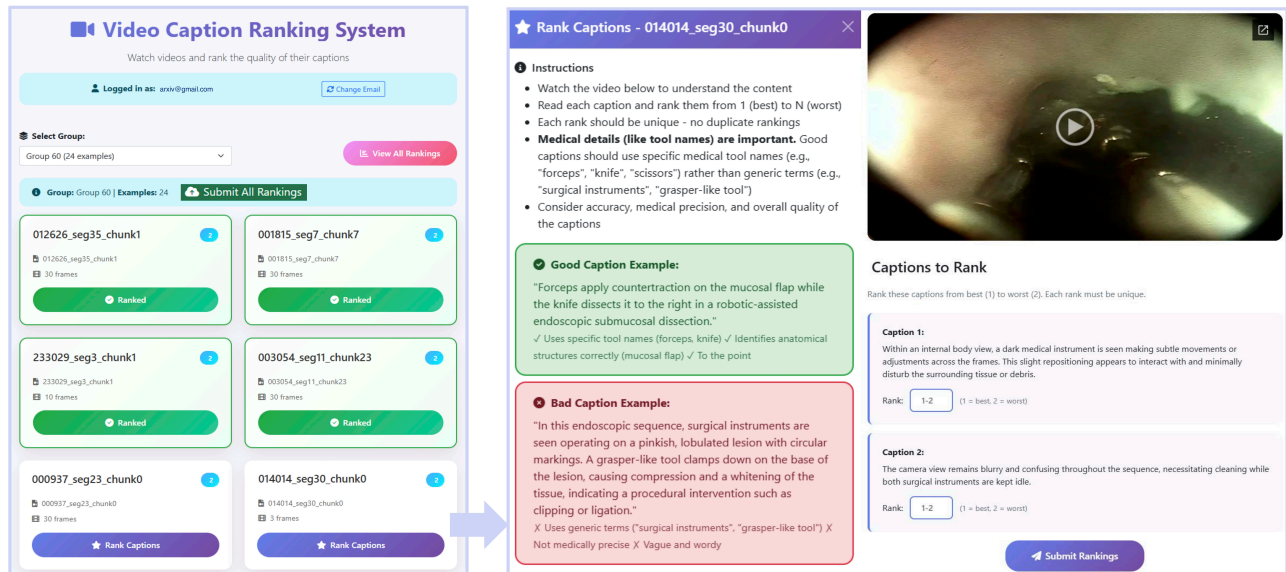 Video Caption Ranking System
Watch videos and rank the quality of their captions
Logged in as: arxiv@gmail.com
Change Email
Select Group:
Group 60 (24 examples)
View All Rankings
Group: Group 60 | Examples: 24
Submit All Rankings
012626_seg35_chunk1
2
012626_seg35_chunk1
30 frames
Ranked
001815_seg7_chunk7
2
001815_seg7_chunk7
30 frames
Ranked
233029_seg3_chunk1
2
233029_seg3_chunk1
10 frames
Ranked
003054_seg11_chunk23
2
003054_seg11_chunk23
30 frames
Ranked
000937_seg23_chunk0
2
000937_seg23_chunk0
30 frames
Rank Captions
014014_seg30_chunk0
2
014014_seg30_chunk0
3 frames
Rank Captions
Rank Captions - 014014_seg30_chunk0
Instructions
• Watch the video below to understand the content
• Read each caption and rank them from 1 (best) to N (worst)
• Each rank should be unique - no duplicate rankings
• Medical details (like tool names) are important. Good
captions should use specific medical tool names (e.g.,
"forceps", "knife", "scissors") rather than generic terms (e.g.,
"surgical instruments", "grasper-like tool")
• Consider accuracy, medical precision, and overall quality of
the captions
Good Caption Example:
"Forceps apply countertraction on the mucosal flap while
the knife dissects it to the right in a robotic-assisted
endoscopic submucosal dissection."
✓ Uses specific tool names (forceps, knife) ✓ Identifies anatomical
structures correctly (mucosal flap) ✓ To the point
Bad Caption Example:
"In this endoscopic sequence, surgical instruments are
seen operating on a pinkish, lobulated lesion with circular
markings. A grasper-like tool clamps down on the base of
the lesion, causing compression and a whitening of the
tissue, indicating a procedural intervention such as
clipping or ligation."
✗ Uses generic terms ("surgical instruments", "grasper-like tool") ✗
Not medically precise ✗ Vague and wordy
Captions to Rank
Rank these captions from best (1) to worst (2). Each rank must be unique.
Caption 1:
Within an internal body view, a dark medical instrument is seen making subtle movements or
adjustments across the frames. This slight repositioning appears to interact with and minimally
disturb the surrounding tissue or debris.
Rank: 1-2 (1 = best, 2 = worst)
Caption 2:
The camera view remains blurry and confusing throughout the sequence, necessitating cleaning while
both surgical instruments are kept idle.
Rank: 1-2 (1 = best, 2 = worst)
Submit Rankings